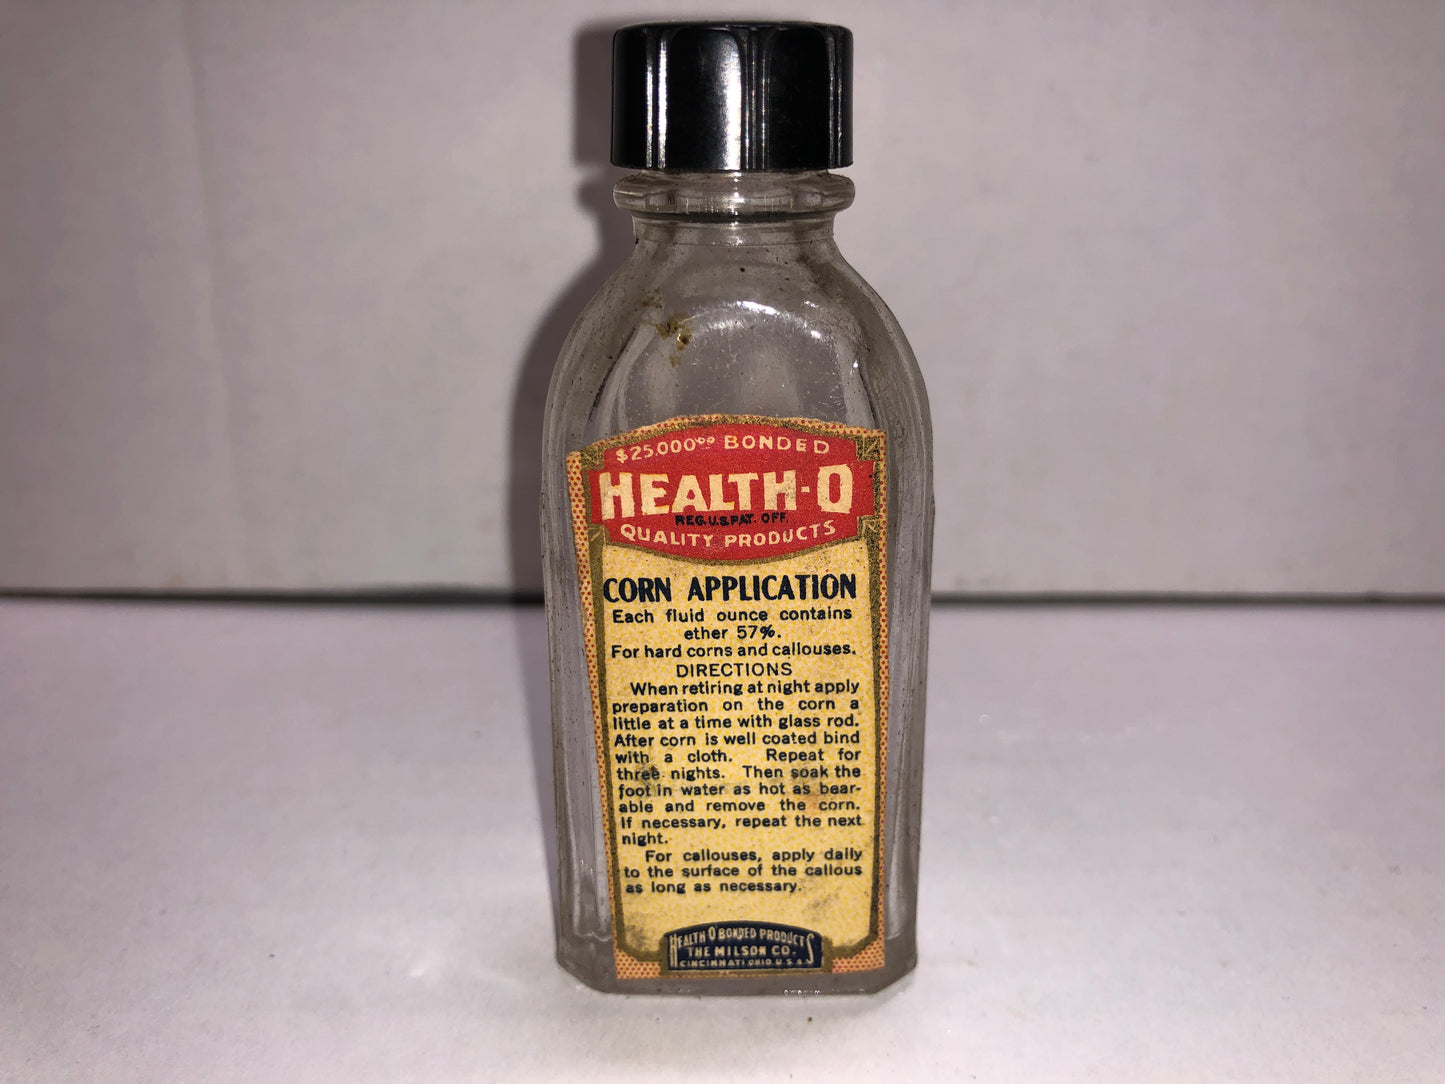 $25.000⁰⁰ BONDED
HEALTH-O
REG. U.S. PAT. OFF.
QUALITY PRODUCTS
CORN APPLICATION
Each fluid ounce contains
ether 57%.
For hard corns and callouses.
DIRECTIONS
When retiring at night apply
preparation on the corn a
little at a time with glass rod.
After corn is well coated bind
with a cloth. Repeat for
three nights. Then soak the
foot in water as hot as bear-
able and remove the corn.
If necessary, repeat the next
night.
For callouses, apply daily
to the surface of the callous
as long as necessary.
HEALTH O BONDED PRODUCTS
THE MILSON CO.
CINCINNATI OHIO U.S.A.